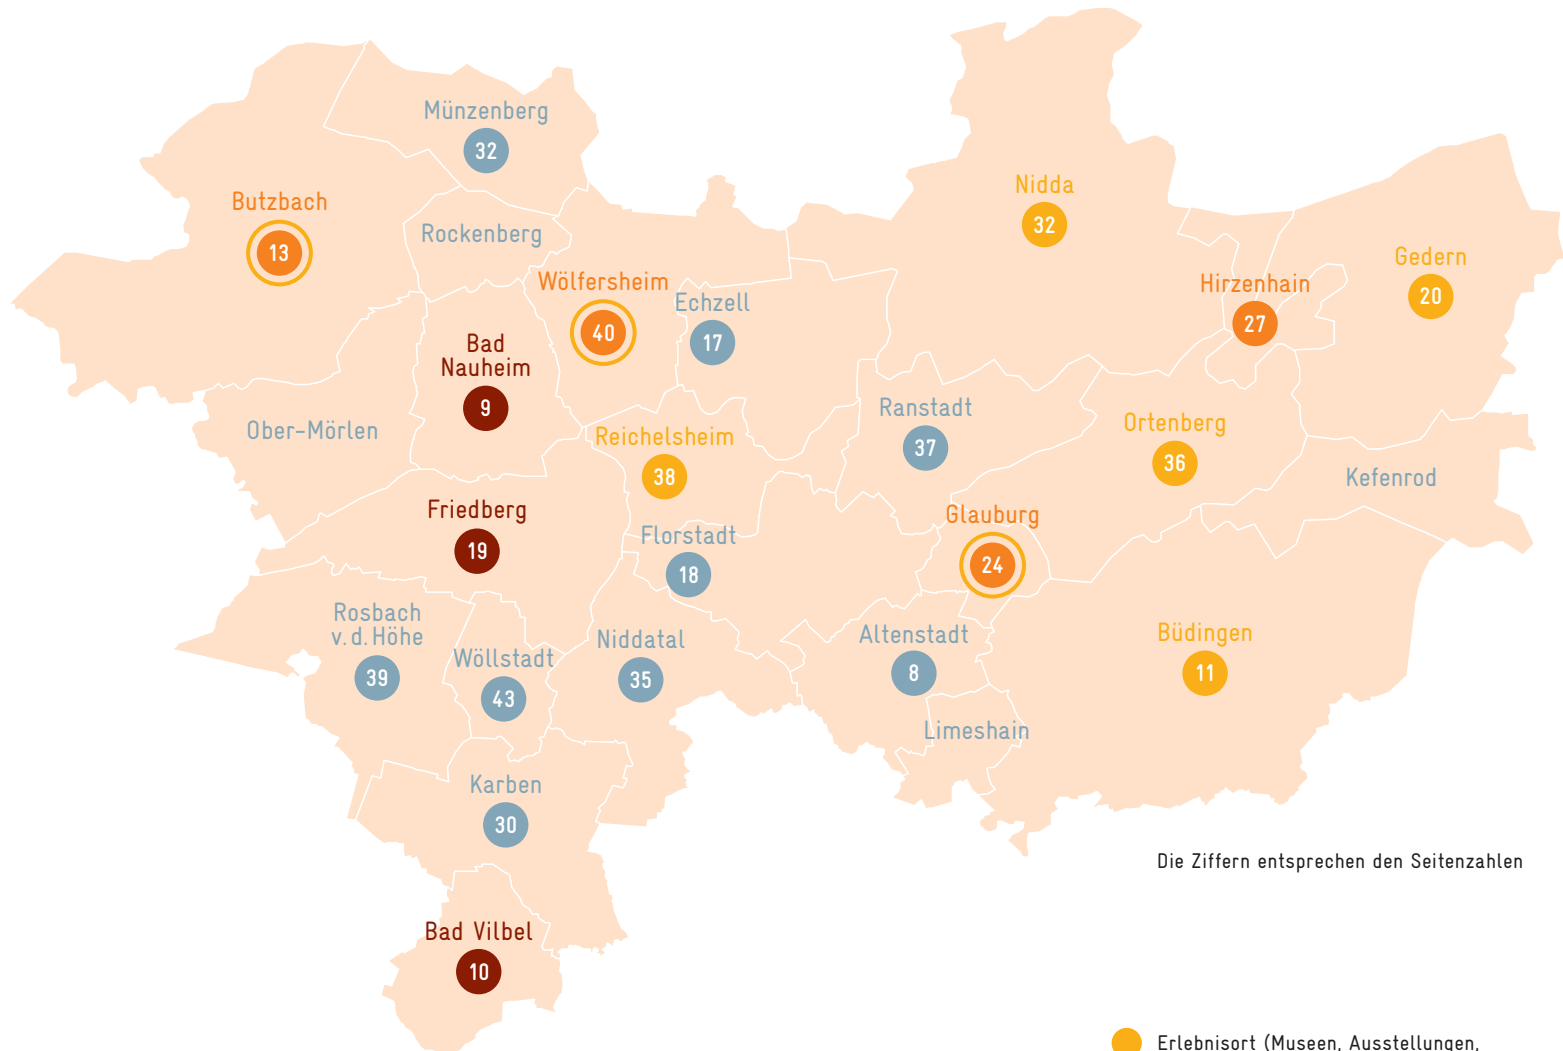 Münzenberg
32
Butzbach
13
Rockenberg
Nidda
32
Gedern
20
Wölfersheim
40
Echzell
17
Hirzenhain
27
Bad
Nauheim
9
Ober-Mörlen
Reichelsheim
38
Ranstadt
37
Ortenberg
36
Kefenrod
Friedberg
19
Florstadt
18
Glauburg
24
Rosbach
v.d.Höhe
39
Wöllstadt
43
Niddatal
35
Altenstadt
8
Büdingen
11
Limeshain
Karben
30
Die Ziffern entsprechen den Seitenzahlen
Bad Vilbel
10
Erlebnisort (Museen, Ausstellungen,